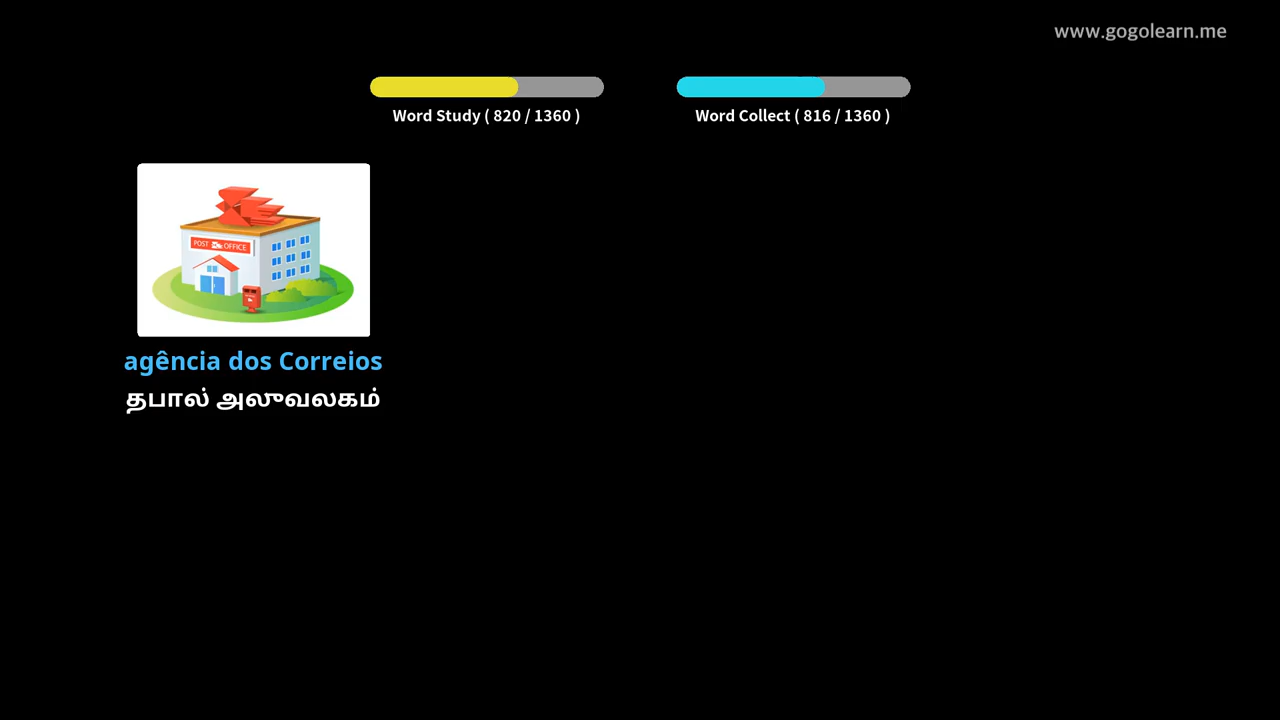 www.gogolearn.me
Word Study ( 820 / 1360 )
Word Collect ( 816 / 1360 )
POST OFFICE
agência dos Correios
தபால் அலுவலகம்